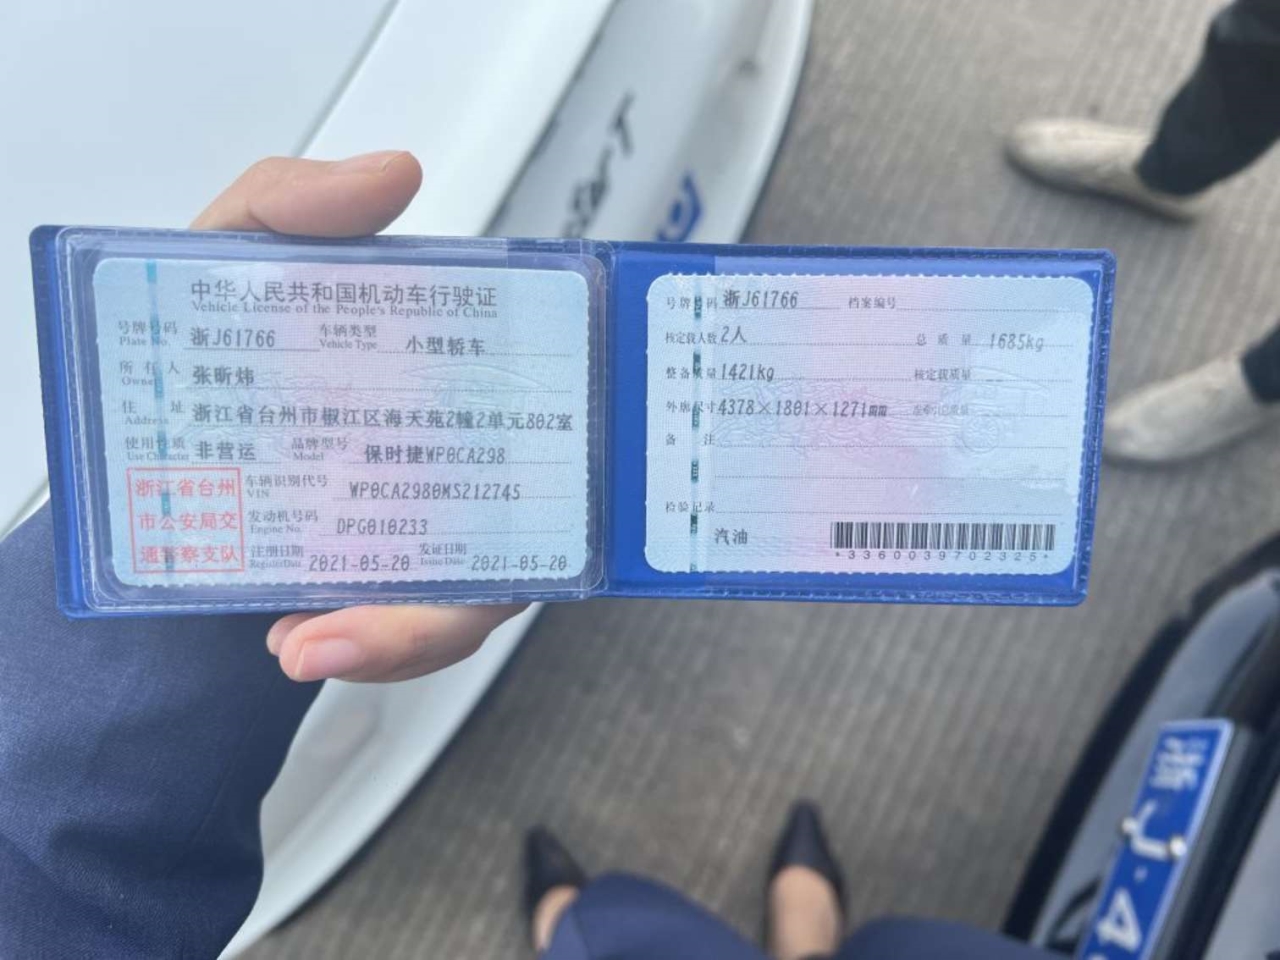 中华人民共和国机动车行驶证
Vehicle License of the People's Republic of China
号牌号码 浙J61766 车辆类型 小型轿车
Plate No. Vehicle Type
所有人 张昕炜
Owner
住址 浙江省台州市椒江区海天苑2幢2单元802室
Address
使用性质 非营运 品牌型号 保时捷WP0CA298
Use Character Model
浙江省台州
市公安局交
通警察支队
车辆识别代号 WP0CA2980MS212745
VIN
发动机号码 DPG010233
Engine No.
注册日期 2021-05-20 发证日期 2021-05-20
Register Date Issue Date
号牌号码 浙J61766 档案编号
核定载人数 2人 总质量 1685kg
整备质量 1421kg 核定载质量 --
外廓尺寸 4378×1801×1271mm 准牵引总质量
备注
检验记录
汽油
*3360039702325*
浙J·4